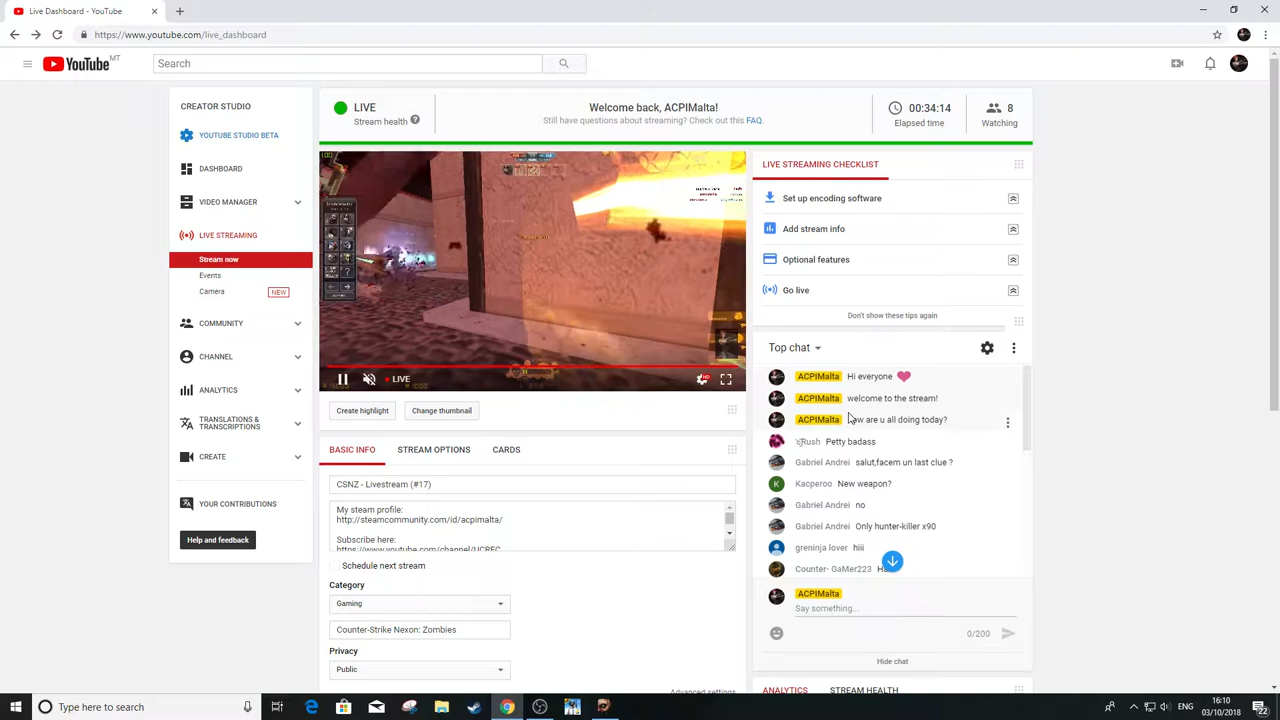 Live Dashboard - YouTube
https://www.youtube.com/live_dashboard
YouTube MT
Search
CREATOR STUDIO
YOUTUBE STUDIO BETA
DASHBOARD
VIDEO MANAGER
LIVE STREAMING
Stream now
Events
Camera NEW
COMMUNITY
CHANNEL
ANALYTICS
TRANSLATIONS &
TRANSCRIPTIONS
CREATE
YOUR CONTRIBUTIONS
Help and feedback
LIVE
Stream health
Welcome back, ACPIMalta!
Still have questions about streaming? Check out this FAQ.
00:34:14
Elapsed time
8
Watching
LIVE
Create highlight
Change thumbnail
BASIC INFO STREAM OPTIONS CARDS
CSNZ - Livestream (#17)
My steam profile:
http://steamcommunity.com/id/acpimalta/
Subscribe here:
Schedule next stream
Category
Gaming
Counter-Strike Nexon: Zombies
Privacy
Public
Advanced settings
LIVE STREAMING CHECKLIST
Set up encoding software
Add stream info
Optional features
Go live
Don't show these tips again
Top chat
ACPIMalta Hi everyone
ACPIMalta welcome to the stream!
ACPIMalta how are u all doing today?
Petty badass
Gabriel Andrei salut,facem un last clue ?
Kacperoo New weapon?
Gabriel Andrei no
Gabriel Andrei Only hunter-killer x90
greninja lover hiii
Counter- GaMer223
ACPIMalta
Say something...
0/200
Hide chat
ANALYTICS STREAM HEALTH
Type here to search
ENG
16:10
03/10/2018